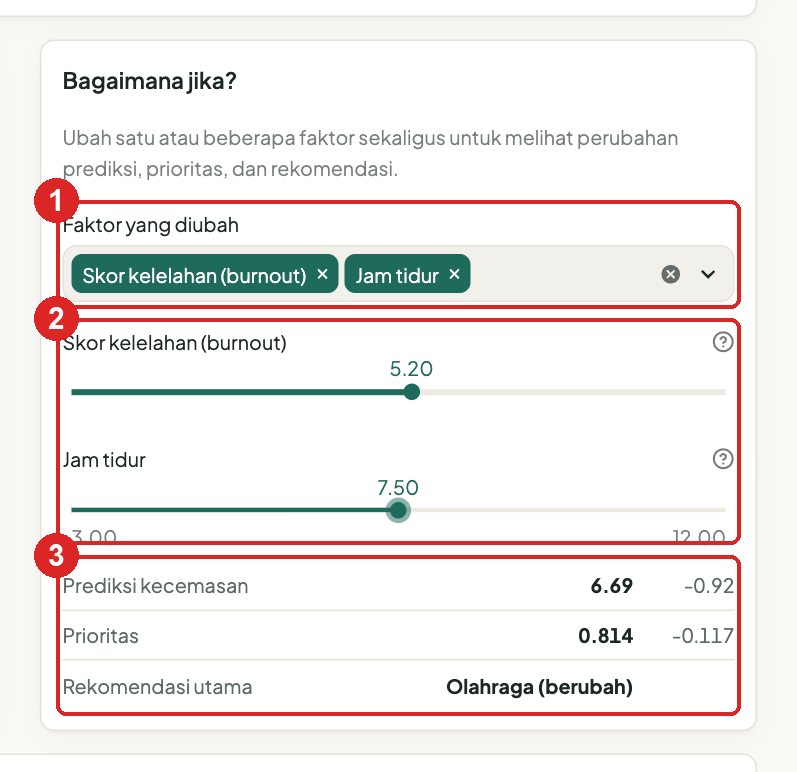 Bagaimana jika?
Ubah satu atau beberapa faktor sekaligus untuk melihat perubahan
prediksi, prioritas, dan rekomendasi.
1
Faktor yang diubah
Skor kelelahan (burnout) × Jam tidur ×
2
Skor kelelahan (burnout) ?
5.20
Jam tidur ?
7.50
3.00 12.00
3
Prediksi kecemasan 6.69 -0.92
Prioritas 0.814 -0.117
Rekomendasi utama Olahraga (berubah)